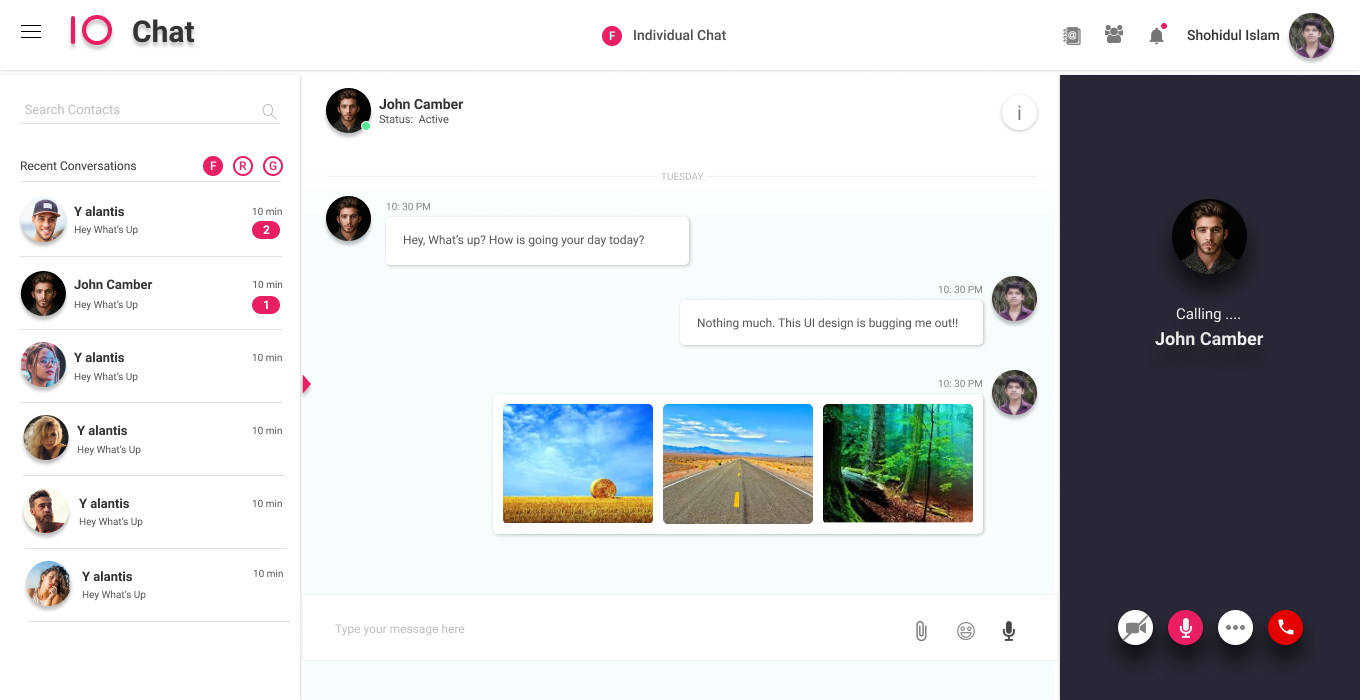 IO Chat
F Individual Chat
Shohidul Islam
Search Contacts
Recent Conversations F R G
Y alantis 10 min
Hey What's Up 2
John Camber 10 min
Hey What's Up 1
Y alantis 10 min
Hey What's Up
Y alantis 10 min
Hey What's Up
Y alantis 10 min
Hey What's Up
Y alantis 10 min
Hey What's Up
John Camber
Status: Active
i
TUESDAY
10: 30 PM
Hey, What's up? How is going your day today?
10: 30 PM
Nothing much. This UI design is bugging me out!!
10: 30 PM
Type your message here
Calling ....
John Camber